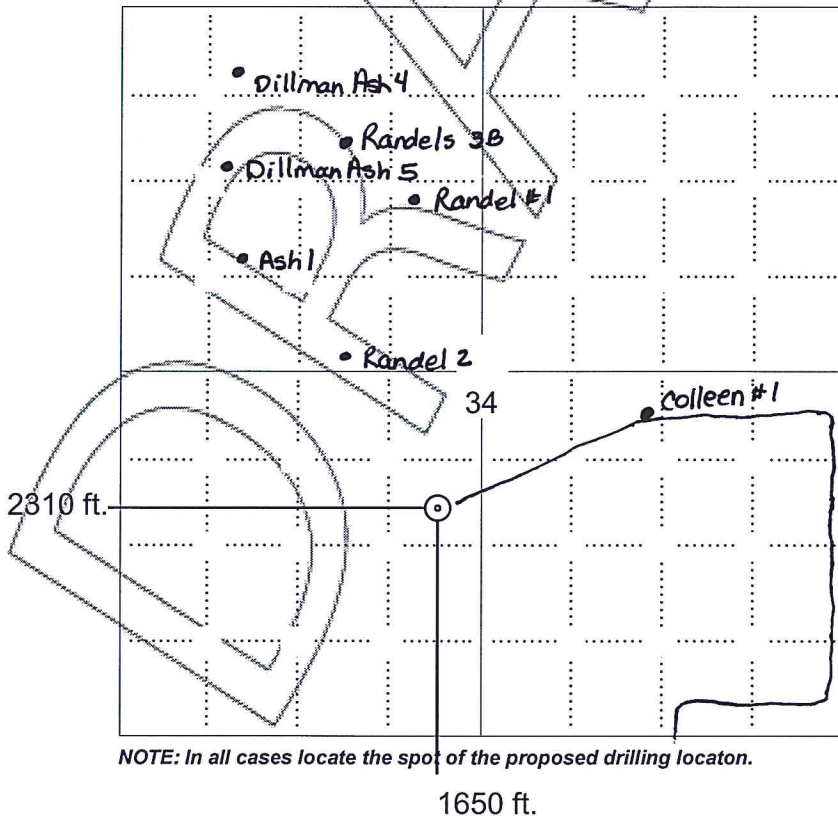 Dillman Ash 4
Randels 3B
Dillman Ash 5
Randel #1
Ash 1
Randel 2
Colleen #1
34
2310 ft.
NOTE: In all cases locate the spot of the proposed drilling locaton.
1650 ft.